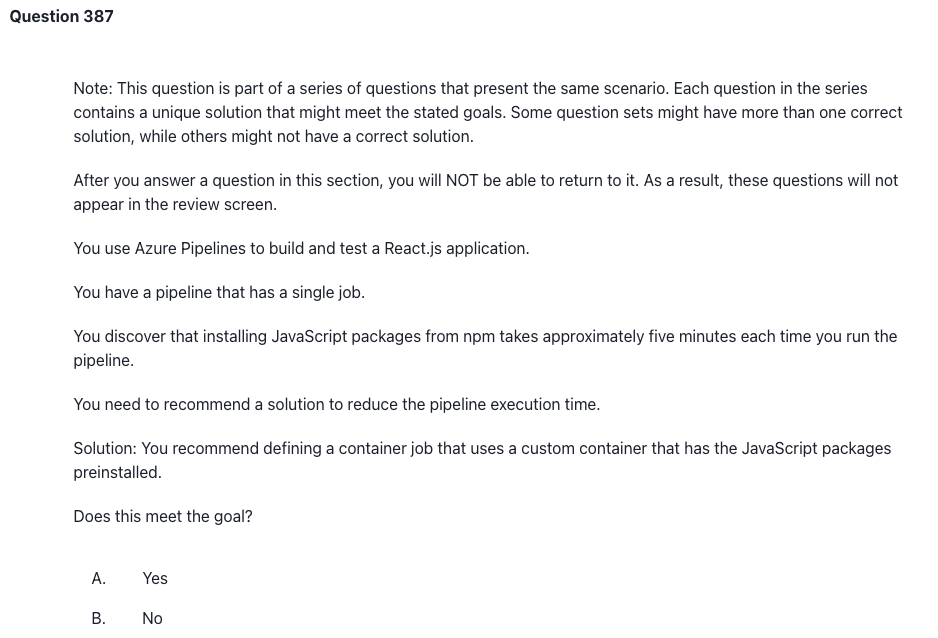 Question 387
Note: This question is part of a series of questions that present the same scenario. Each question in the series
contains a unique solution that might meet the stated goals. Some question sets might have more than one correct
solution, while others might not have a correct solution.
After you answer a question in this section, you will NOT be able to return to it. As a result, these questions will not
appear in the review screen.
You use Azure Pipelines to build and test a React.js application.
You have a pipeline that has a single job.
You discover that installing JavaScript packages from npm takes approximately five minutes each time you run the
pipeline.
You need to recommend a solution to reduce the pipeline execution time.
Solution: You recommend defining a container job that uses a custom container that has the JavaScript packages
preinstalled.
Does this meet the goal?
A. Yes
B. No